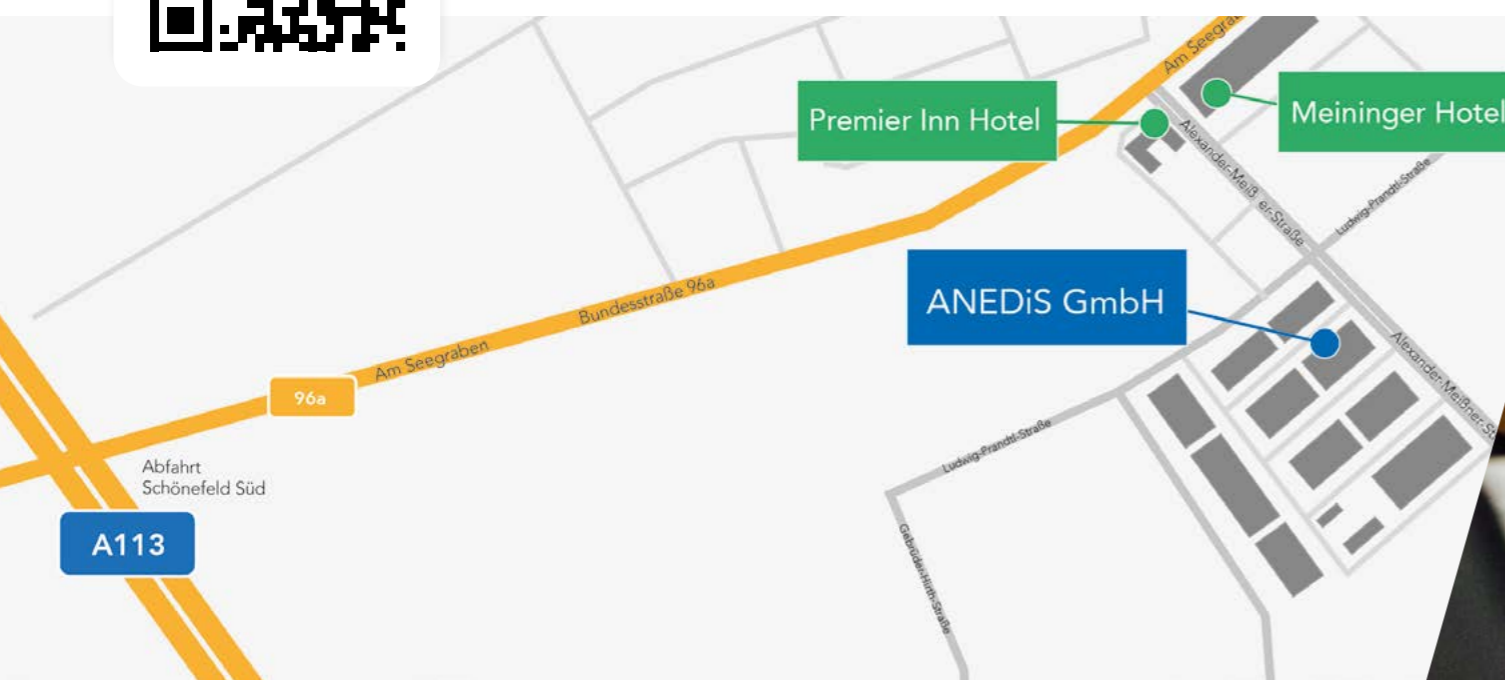 Am Seegra
Premier Inn Hotel
Meininger Hotel
Alexander-Meiß er-Straße
Ludwig-Prandtl-Straße
ANEDiS GmbH
Bundesstraße 96a
Am Seegraben
96a
Alexander-Meißner-St
Ludwig-Prandtl-Straße
Abfahrt
Schönefeld Süd
A113
Gebrüder-Hirth-Straße